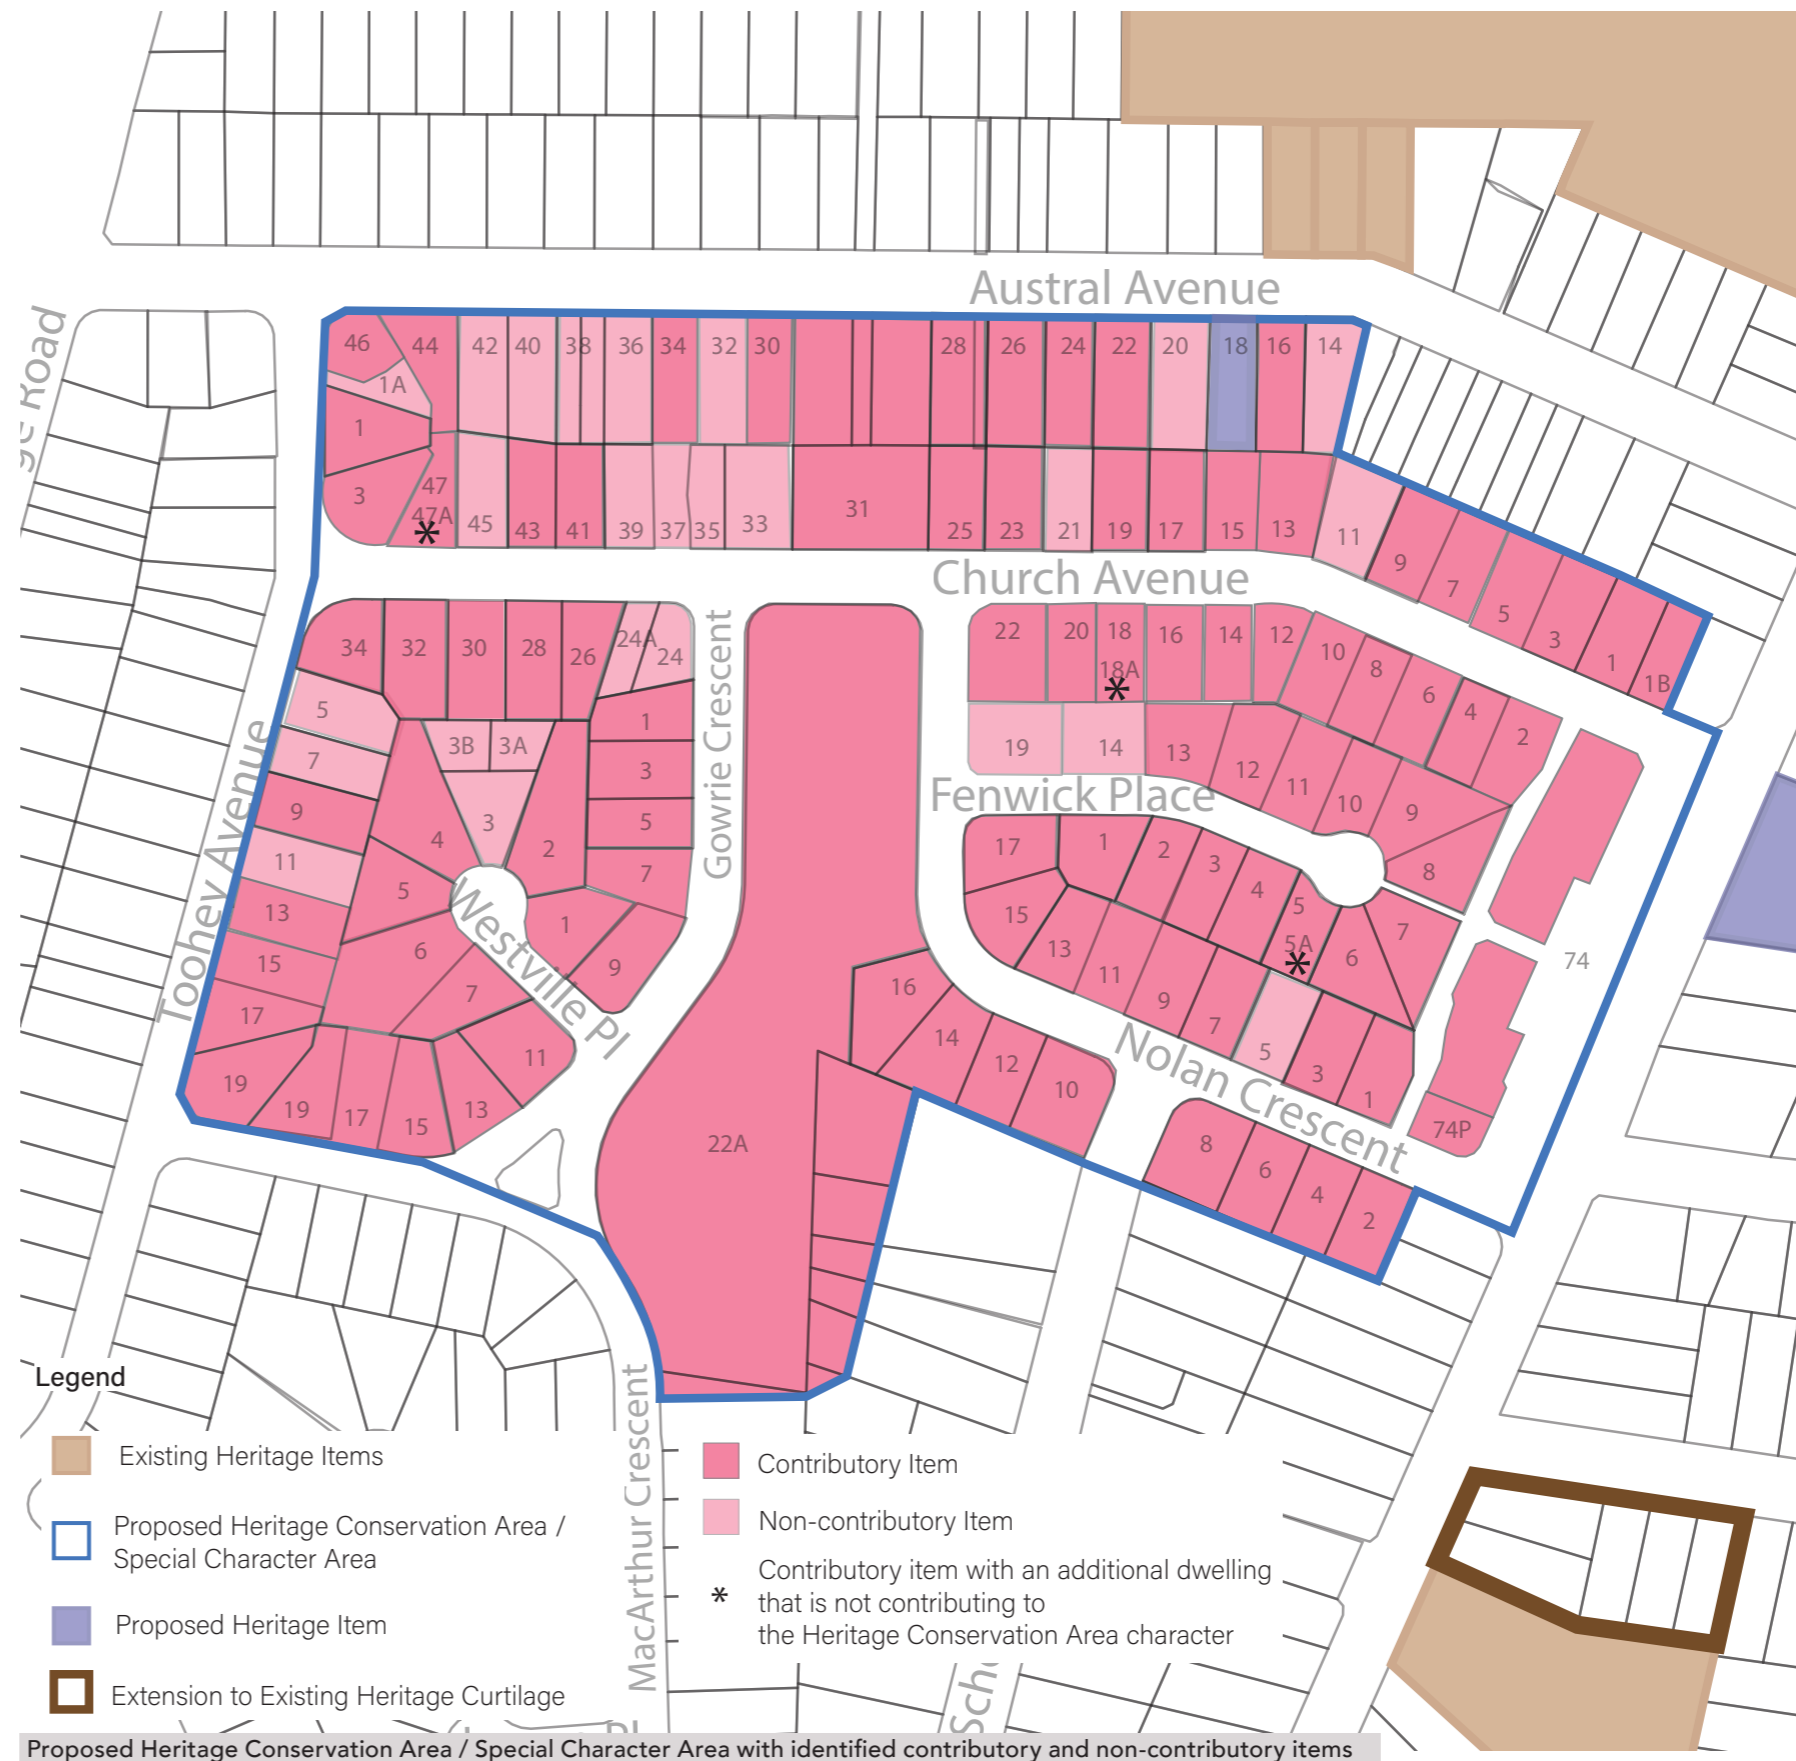 Austral Avenue
46 44 42 40 38 36 34 32 30 28 26 24 22 20 18 16 14
1A
1
3
47
47A
*
45 43 41 39 37 35 33 31 25 23 21 19 17 15 13 11 9 7 5 3 1 1B
ge Road
Church Avenue
34 32 30 28 26 24A 24
22 20 18 16 14 12 10 8 6 4 2
18A
*
5
7
9
11
13
15
17
19
3B 3A
3
4
2
5
6
7
1
9
11
13
15
17
19
1
3
5
7
Gowrie Crescent
Toohey Avenue
Westville Pl
19 14 13 12 11 10 9 8
Fenwick Place
17 1 2 3 4 5 6 7
5A
*
15 13 11 9 7 5 3 1
74
74P
16 14 12 10
Nolan Crescent
8 6 4 2
22A
MacArthur Crescent
Scho
Pl
Legend
Existing Heritage Items
Proposed Heritage Conservation Area /
Special Character Area
Proposed Heritage Item
Extension to Existing Heritage Curtilage
Contributory Item
Non-contributory Item
* Contributory item with an additional dwelling
that is not contributing to
the Heritage Conservation Area character
Proposed Heritage Conservation Area / Special Character Area with identified contributory and non-contributory items